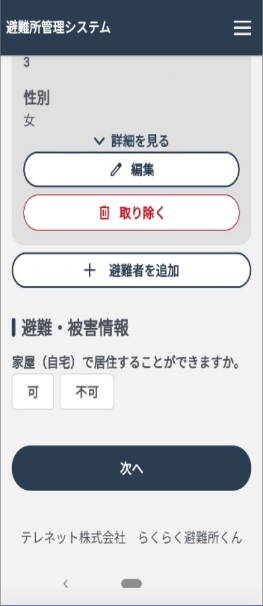 避難所管理システム
3
性別
女
詳細を見る
編集
取り除く
避難者を追加
避難・被害情報
家屋（自宅）で居住することができますか。
可 不可
次へ
テレネット株式会社　らくらく避難所くん